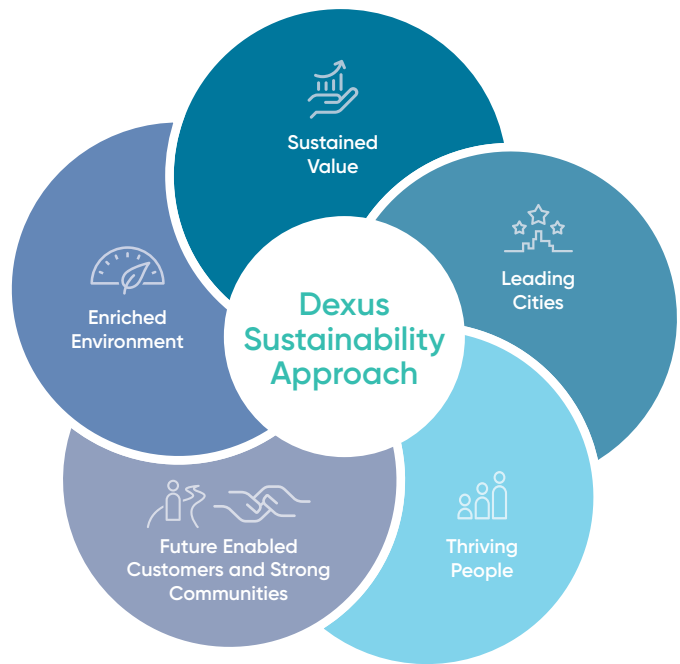 Sustained
Value
Leading
Cities
Dexus
Sustainability
Approach
Enriched
Environment
Thriving
People
Future Enabled
Customers and Strong
Communities